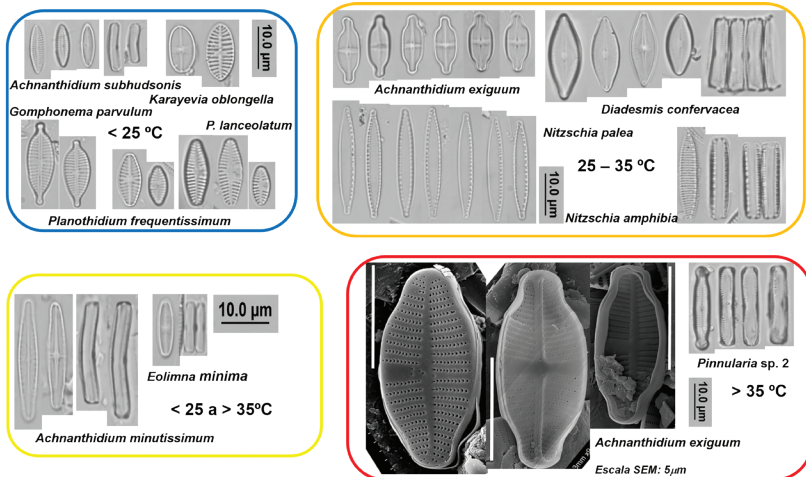 10.0 µm
Achnanthidium subhudsonis
Karayevia oblongella
Gomphonema parvulum
< 25 ºC
P. lanceolatum
Planothidium frequentissimum
Achnanthidium exiguum
Diadesmis confervacea
Nitzschia palea
10.0 µm
25 – 35 ºC
Nitzschia amphibia
10.0 µm
Eolimna minima
< 25 a > 35ºC
Achnanthidium minutissimum
Pinnularia sp. 2
10.0 µm
> 35 ºC
Achnanthidium exiguum
Escala SEM: 5µm